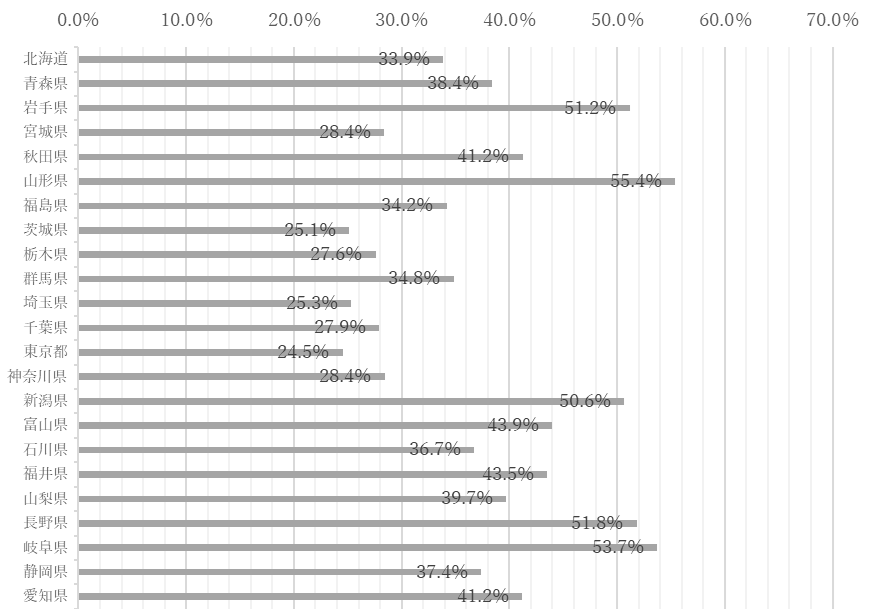 0.0% 10.0% 20.0% 30.0% 40.0% 50.0% 60.0% 70.0%
北海道 33.9%
青森県 38.4%
岩手県 51.2%
宮城県 28.4%
秋田県 41.2%
山形県 55.4%
福島県 34.2%
茨城県 25.1%
栃木県 27.6%
群馬県 34.8%
埼玉県 25.3%
千葉県 27.9%
東京都 24.5%
神奈川県 28.4%
新潟県 50.6%
富山県 43.9%
石川県 36.7%
福井県 43.5%
山梨県 39.7%
長野県 51.8%
岐阜県 53.7%
静岡県 37.4%
愛知県 41.2%